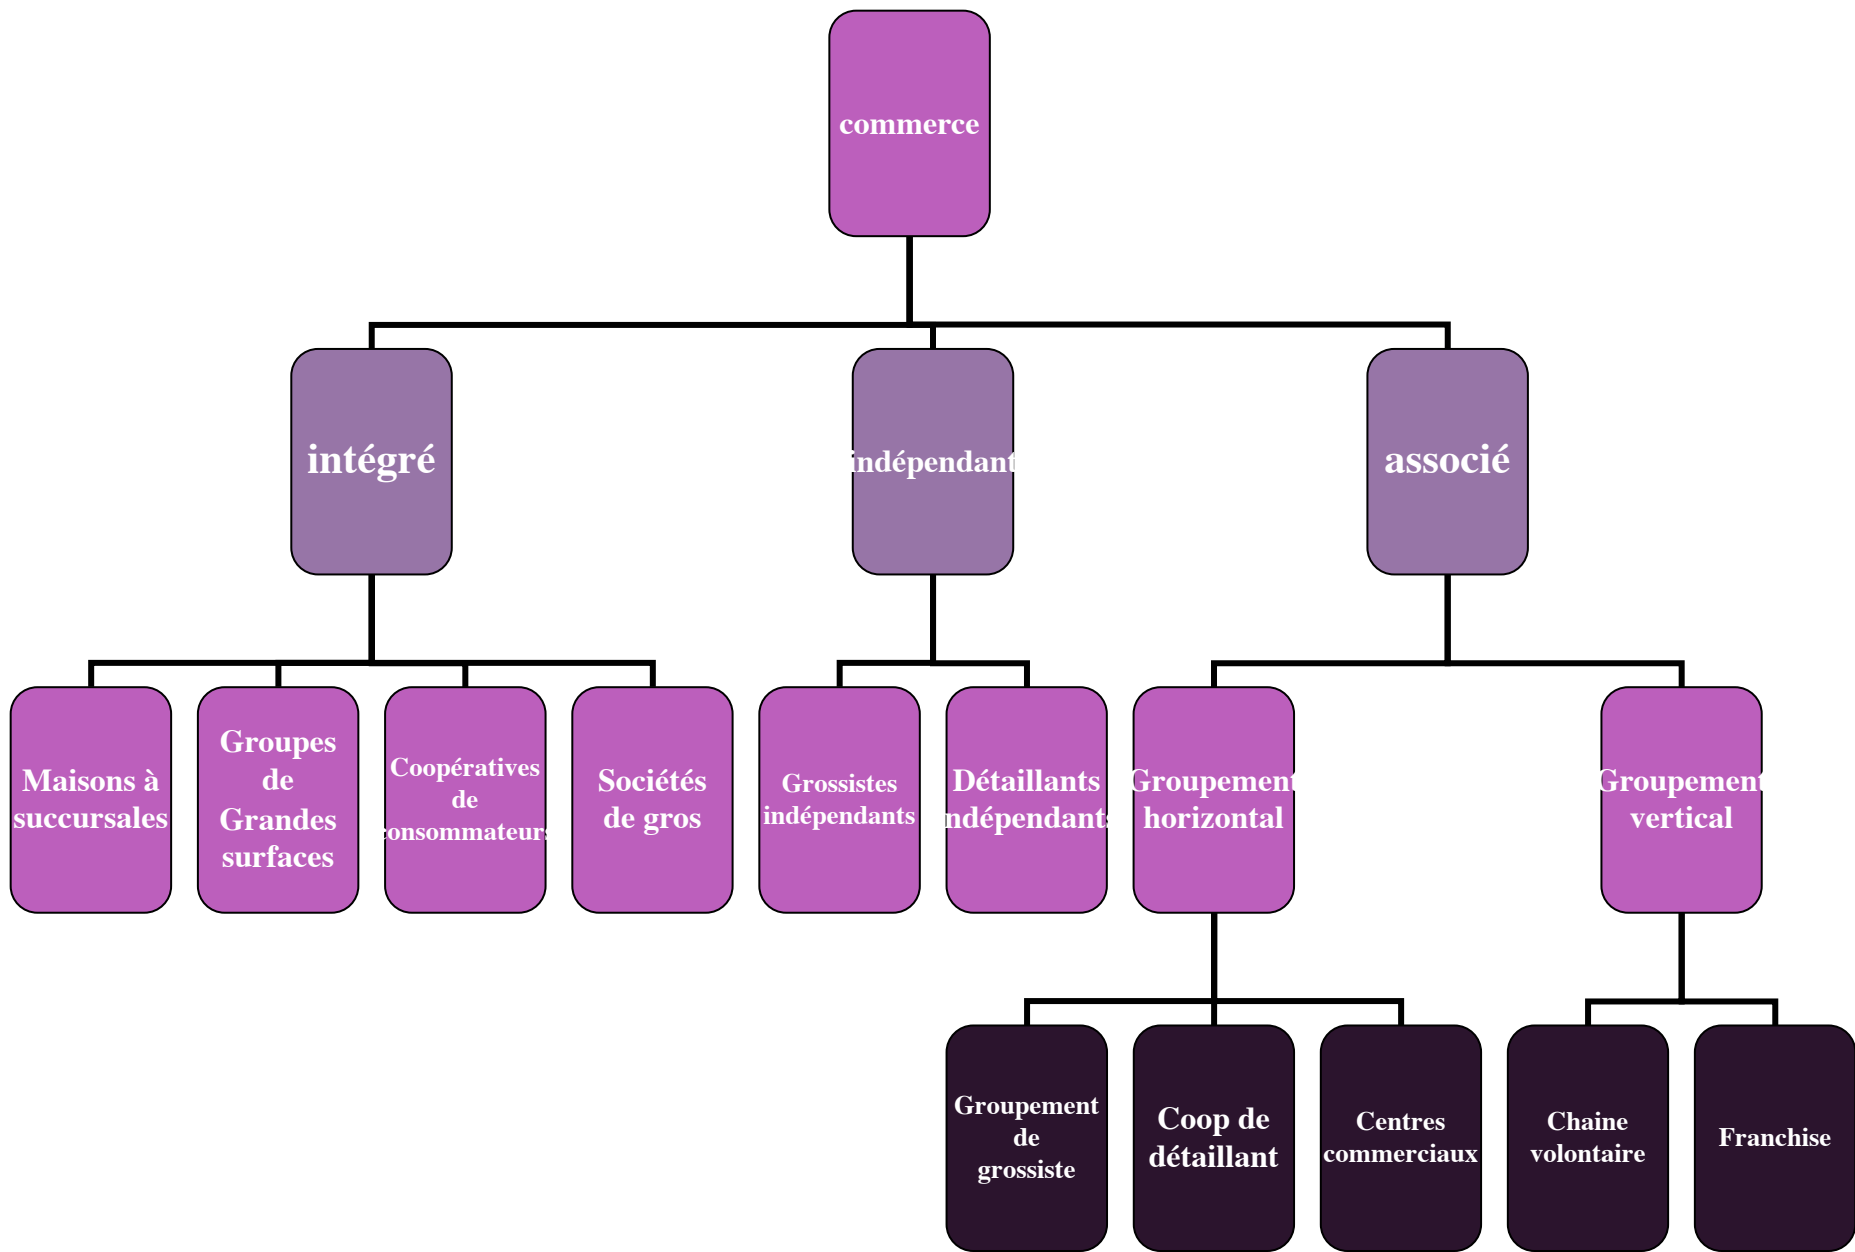 commerce
intégré
indépendant
associé
Maisons à
succursales
Groupes
de
Grandes
surfaces
Coopératives
de
consommateurs
Sociétés
de gros
Grossistes
indépendants
Détaillants
indépendants
Groupement
horizontal
Groupement
vertical
Groupement
de
grossiste
Coop de
détaillant
Centres
commerciaux
Chaine
volontaire
Franchise